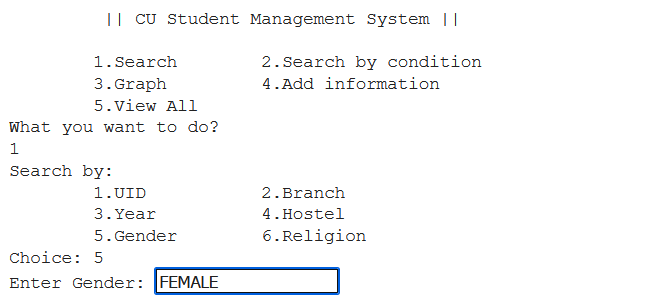 || CU Student Management System ||
1.Search 2.Search by condition
3.Graph 4.Add information
5.View All
What you want to do?
1
Search by:
1.UID 2.Branch
3.Year 4.Hostel
5.Gender 6.Religion
Choice: 5
Enter Gender: FEMALE